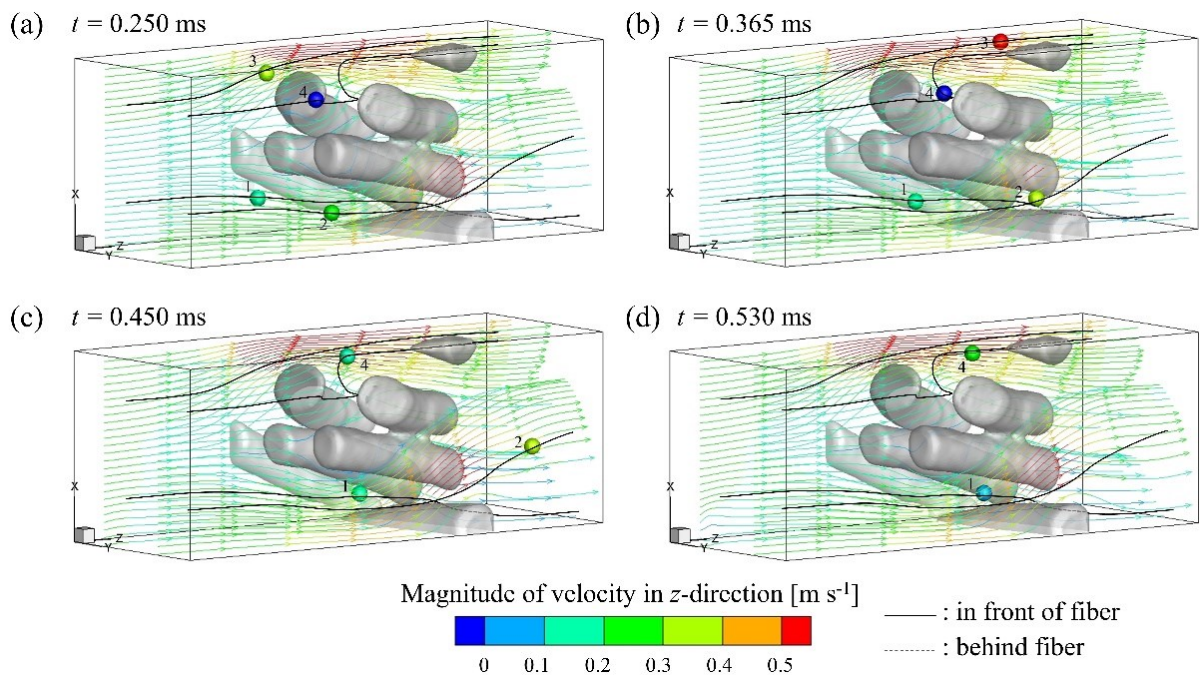 (a) t = 0.250 ms
3
4
1
2
X
Y Z
(b) t = 0.365 ms
3
4
1
2
X
Y Z
(c) t = 0.450 ms
4
2
1
X
Y Z
(d) t = 0.530 ms
4
1
X
Y Z
Magnitude of velocity in z-direction [m s-1]
0 0.1 0.2 0.3 0.4 0.5
: in front of fiber
: behind fiber